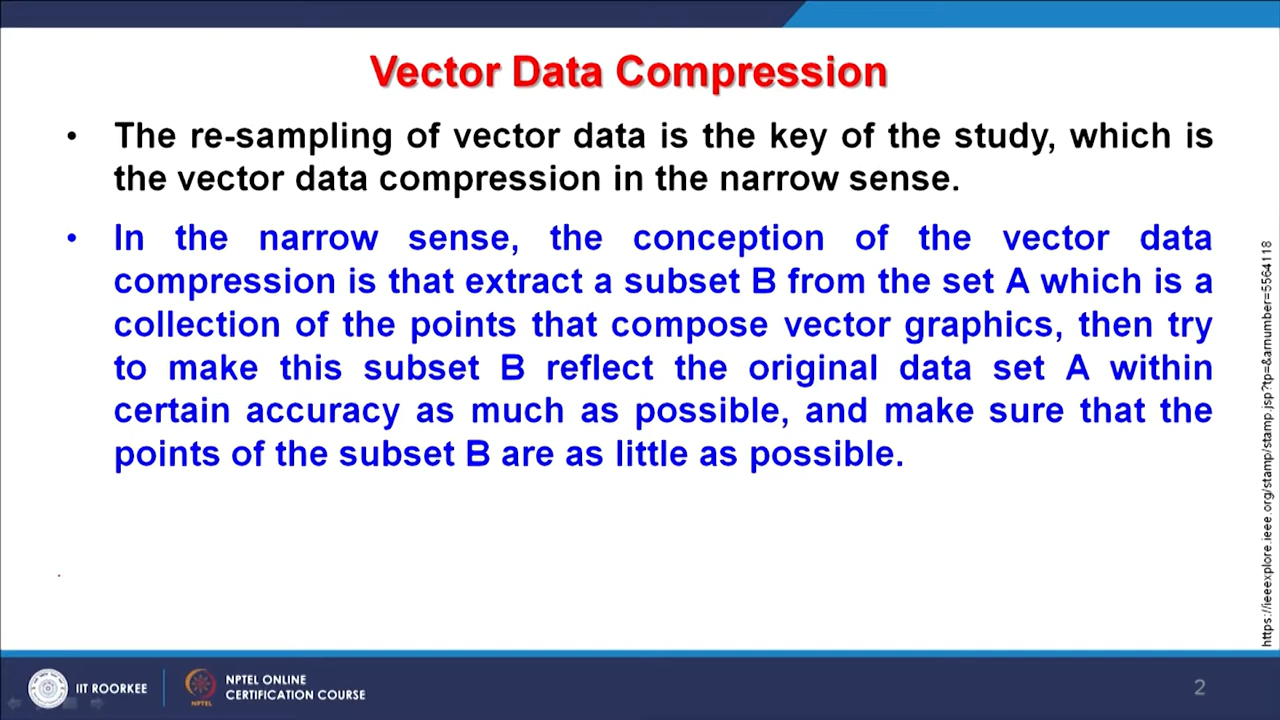 Vector Data Compression
• The re-sampling of vector data is the key of the study, which is
the vector data compression in the narrow sense.
• In the narrow sense, the conception of the vector data
compression is that extract a subset B from the set A which is a
collection of the points that compose vector graphics, then try
to make this subset B reflect the original data set A within
certain accuracy as much as possible, and make sure that the
points of the subset B are as little as possible.
https://ieeexplore.ieee.org/stamp/stamp.jsp?tp=&arnumber=5564118
IIT ROORKEE
NPTEL
NPTEL ONLINE
CERTIFICATION COURSE
2